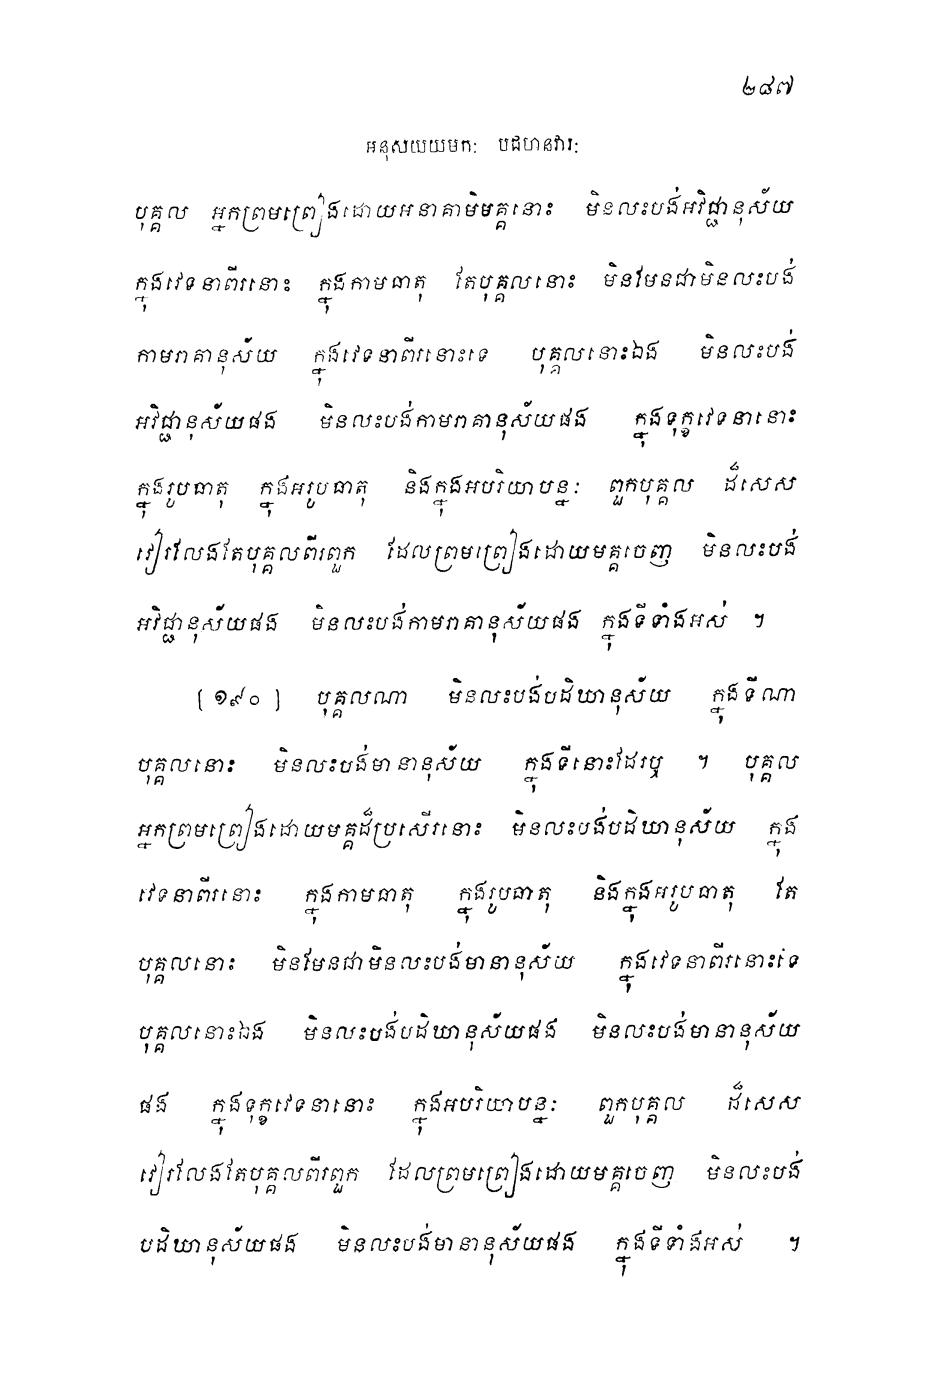 ២៨៧
អនុសយយមក: បជហនវារ:
បុគ្គល អ្នកព្រមព្រៀងដោយអនាគាមិមគ្គនោះ មិនលះបង់អវិជ្ជានុស័យ
ក្នុងវេទនាពីរនោះ ក្នុងកាមធាតុ តែបុគ្គលនោះ មិនមែនជាមិនលះបង់
កាមរាគានុស័យ ក្នុងវេទនាពីរនោះទេ បុគ្គលនោះឯង មិនលះបង់
អវិជ្ជានុស័យផង មិនលះបង់កាមរាគានុស័យផង ក្នុងទុក្ខវេទនានោះ
ក្នុងរូបធាតុ ក្នុងអរូបធាតុ និងក្នុងអបរិយាបន្ន: ពួកបុគ្គល ដ៏សេស
វៀរលែងតែបុគ្គលពីរពួក ដែលព្រមព្រៀងដោយមគ្គចេញ មិនលះបង់
អវិជ្ជានុស័យផង មិនលះបង់កាមរាគានុស័យផង ក្នុងទីទាំងអស់ ។
[១៩០] បុគ្គលណា មិនលះបង់បដិឃានុស័យ ក្នុងទីណា
បុគ្គលនោះ មិនលះបង់មានានុស័យ ក្នុងទីនោះដែរឬ ។ បុគ្គល
អ្នកព្រមព្រៀងដោយមគ្គដ៏ប្រសើរនោះ មិនលះបង់បដិឃានុស័យ ក្នុង
វេទនាពីរនោះ ក្នុងកាមធាតុ ក្នុងរូបធាតុ និងក្នុងអរូបធាតុ តែ
បុគ្គលនោះ មិនមែនជាមិនលះបង់មានានុស័យ ក្នុងវេទនាពីរនោះទេ
បុគ្គលនោះឯង មិនលះបង់បដិឃានុស័យផង មិនលះបង់មានានុស័យ
ផង ក្នុងទុក្ខវេទនានោះ ក្នុងអបរិយាបន្ន: ពួកបុគ្គល ដ៏សេស
វៀរលែងតែបុគ្គលពីរពួក ដែលព្រមព្រៀងដោយមគ្គចេញ មិនលះបង់
បដិឃានុស័យផង មិនលះបង់មានានុស័យផង ក្នុងទីទាំងអស់ ។